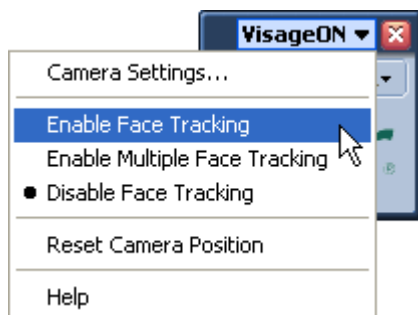 VisageON
Camera Settings...
Enable Face Tracking
Enable Multiple Face Tracking
Disable Face Tracking
Reset Camera Position
Help